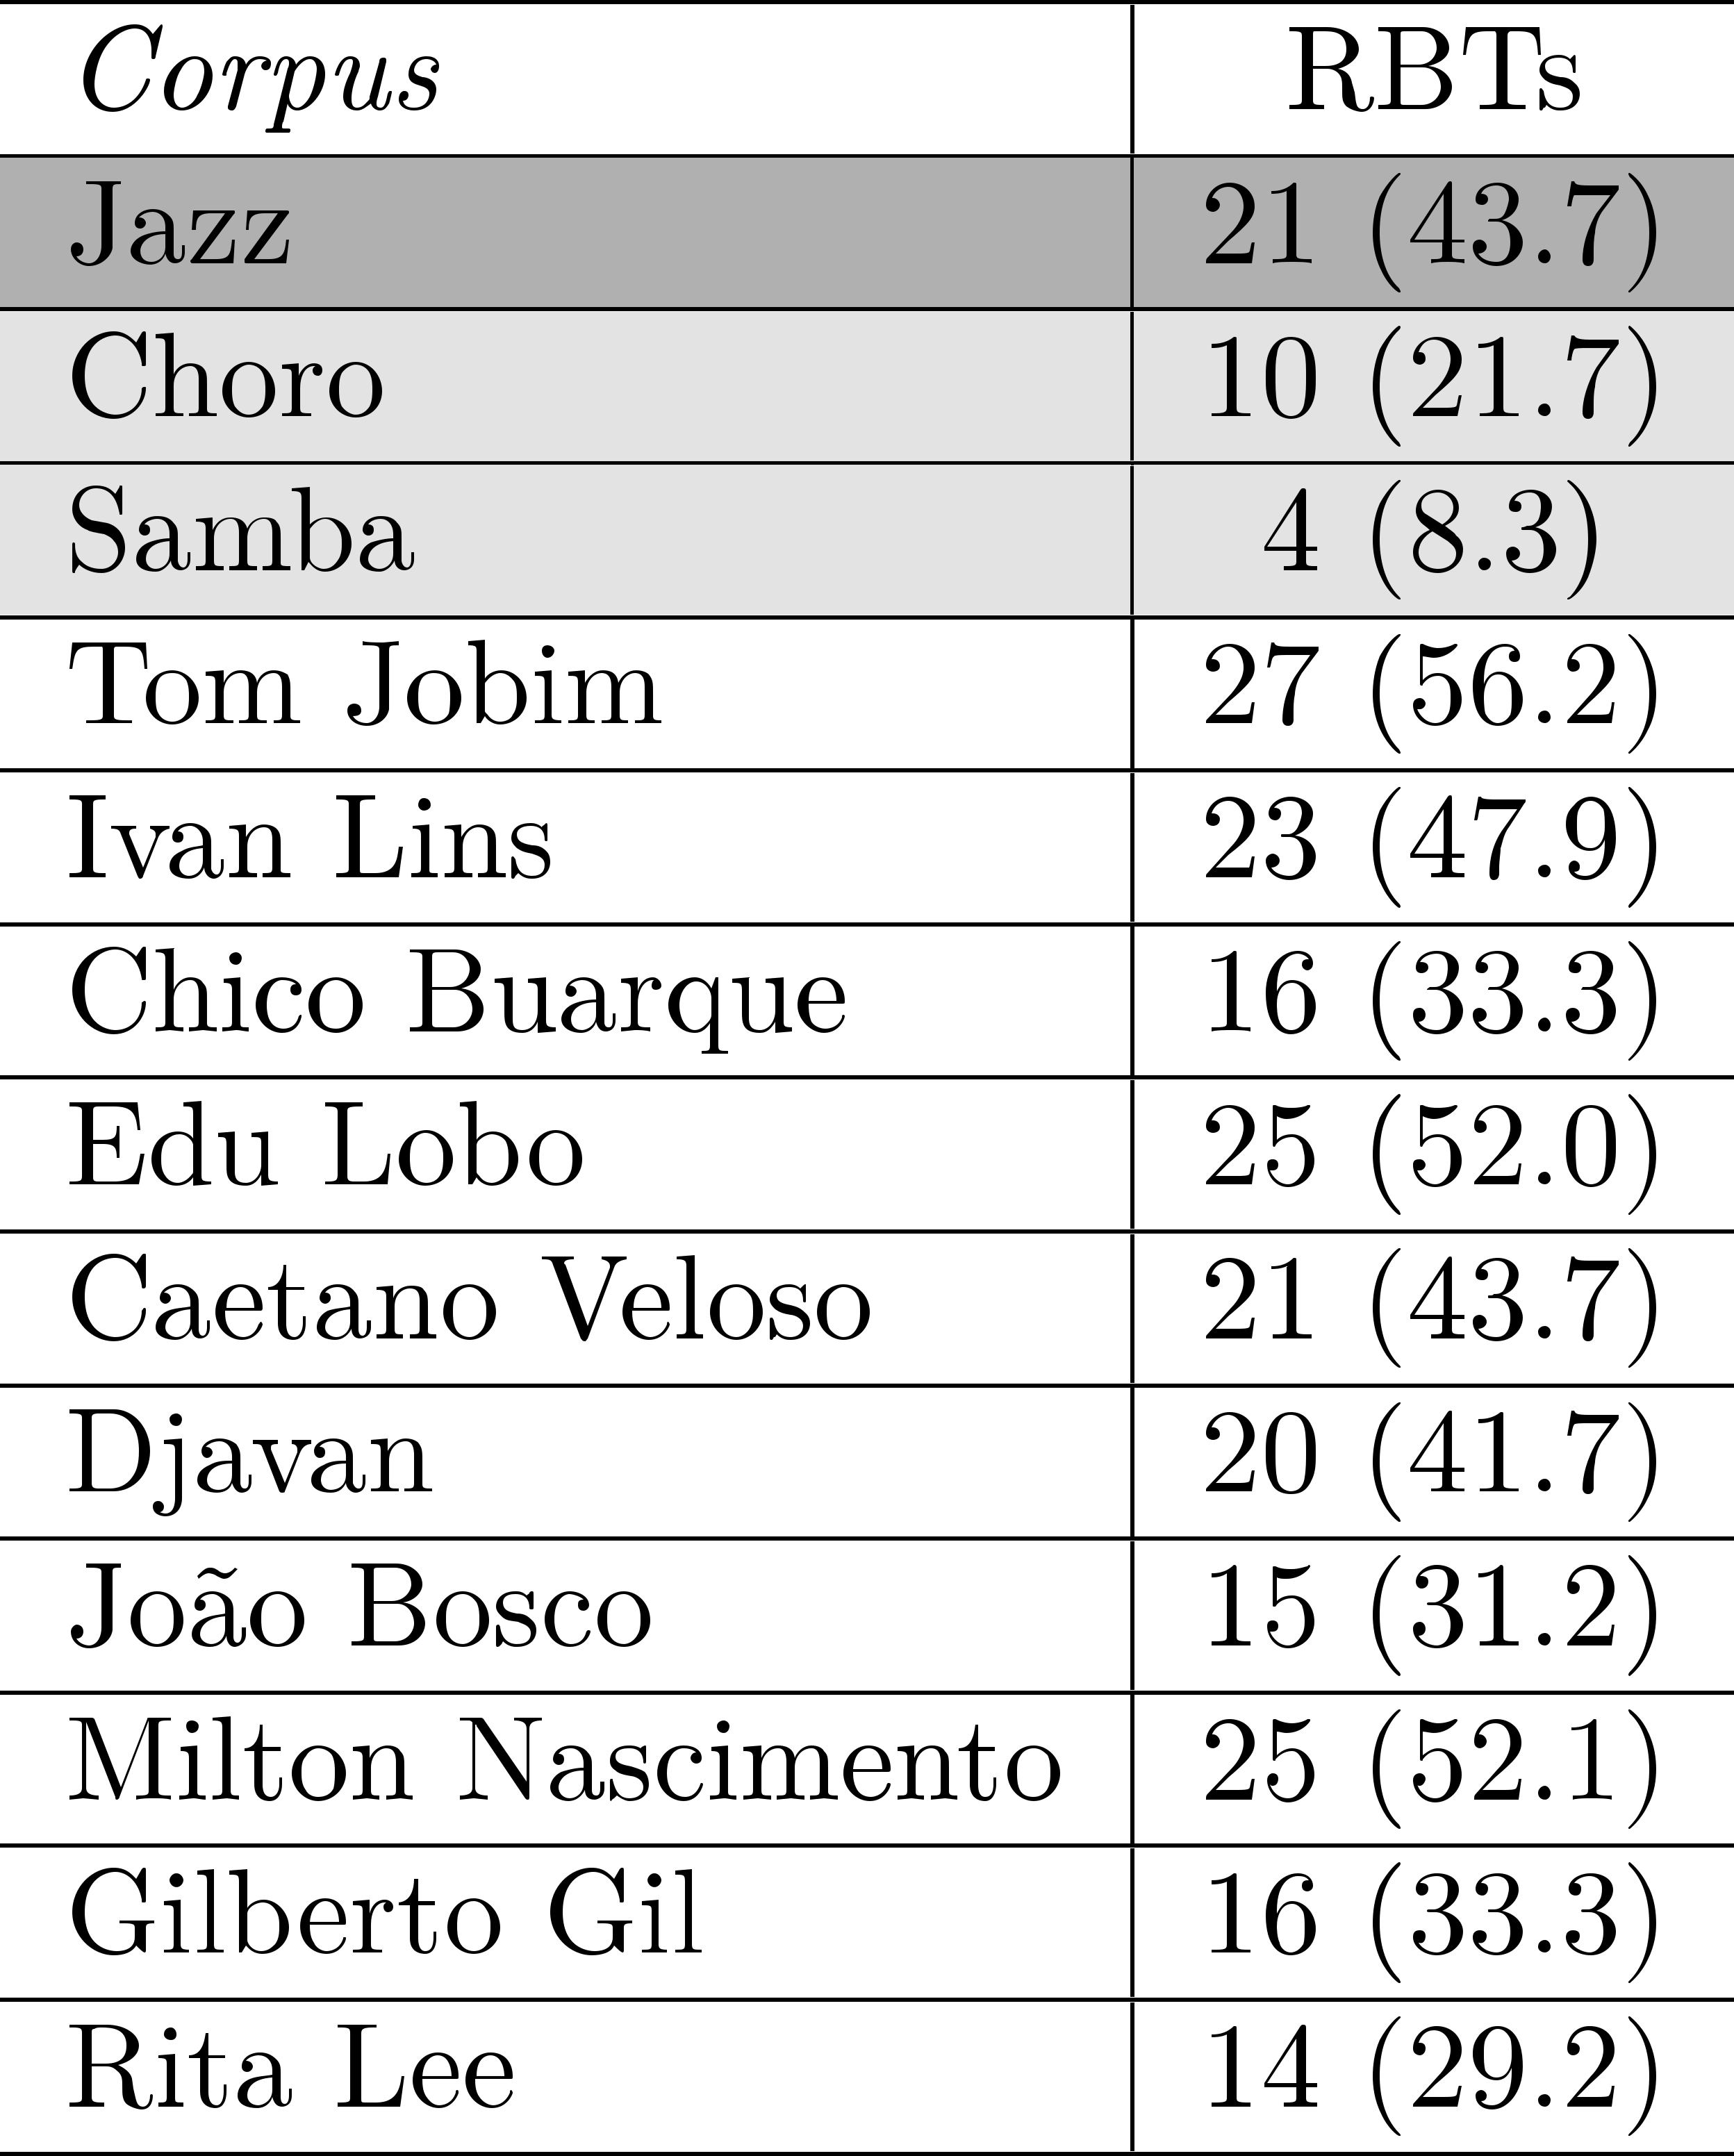 Corpus RBTs
Jazz 21 (43.7)
Choro 10 (21.7)
Samba 4 (8.3)
Tom Jobim 27 (56.2)
Ivan Lins 23 (47.9)
Chico Buarque 16 (33.3)
Edu Lobo 25 (52.0)
Caetano Veloso 21 (43.7)
Djavan 20 (41.7)
João Bosco 15 (31.2)
Milton Nascimento 25 (52.1)
Gilberto Gil 16 (33.3)
Rita Lee 14 (29.2)